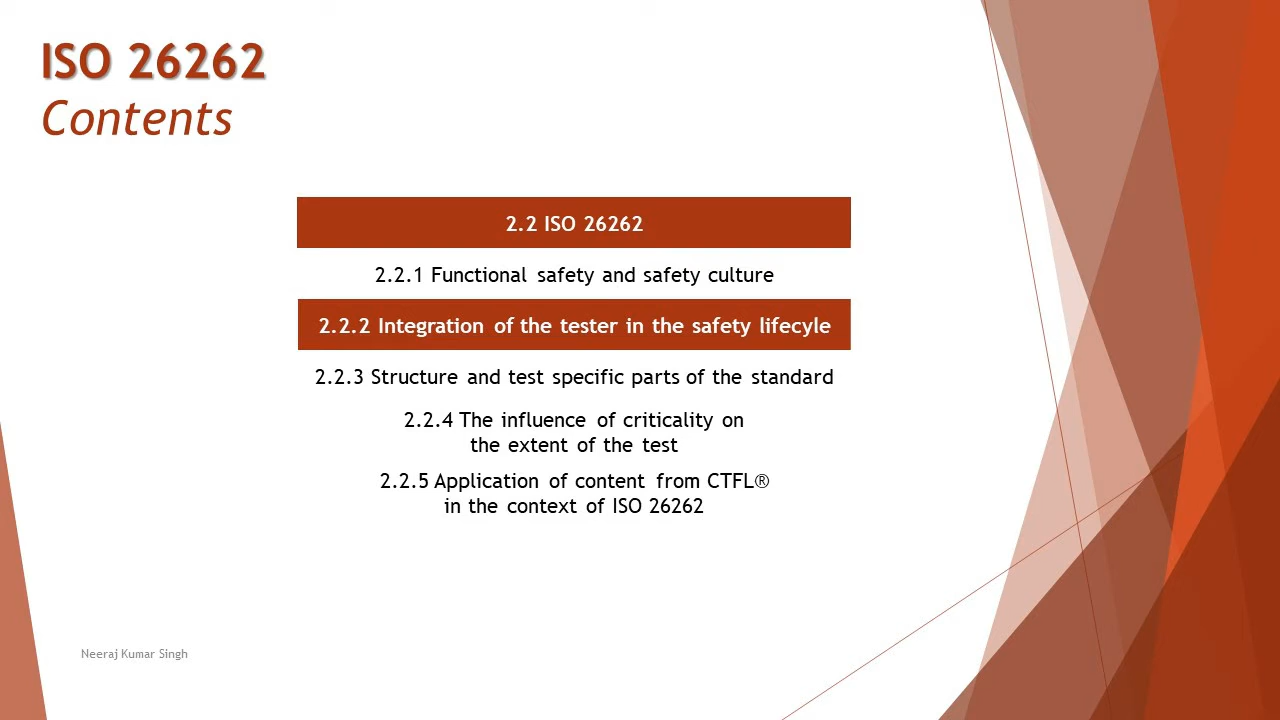 ISO 26262
Contents
2.2 ISO 26262
2.2.1 Functional safety and safety culture
2.2.2 Integration of the tester in the safety lifecyle
2.2.3 Structure and test specific parts of the standard
2.2.4 The influence of criticality on
the extent of the test
2.2.5 Application of content from CTFL®
in the context of ISO 26262
Neeraj Kumar Singh